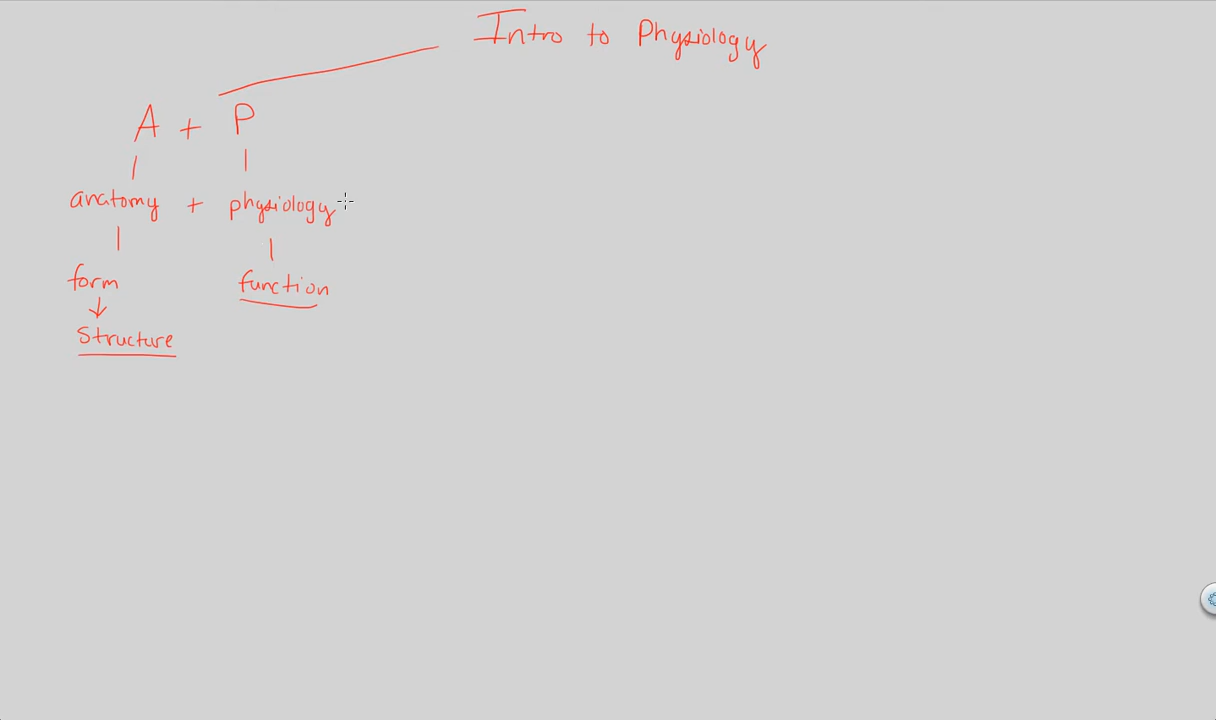 Intro to Physiology
A + P
anatomy + physiology
form function
Structure